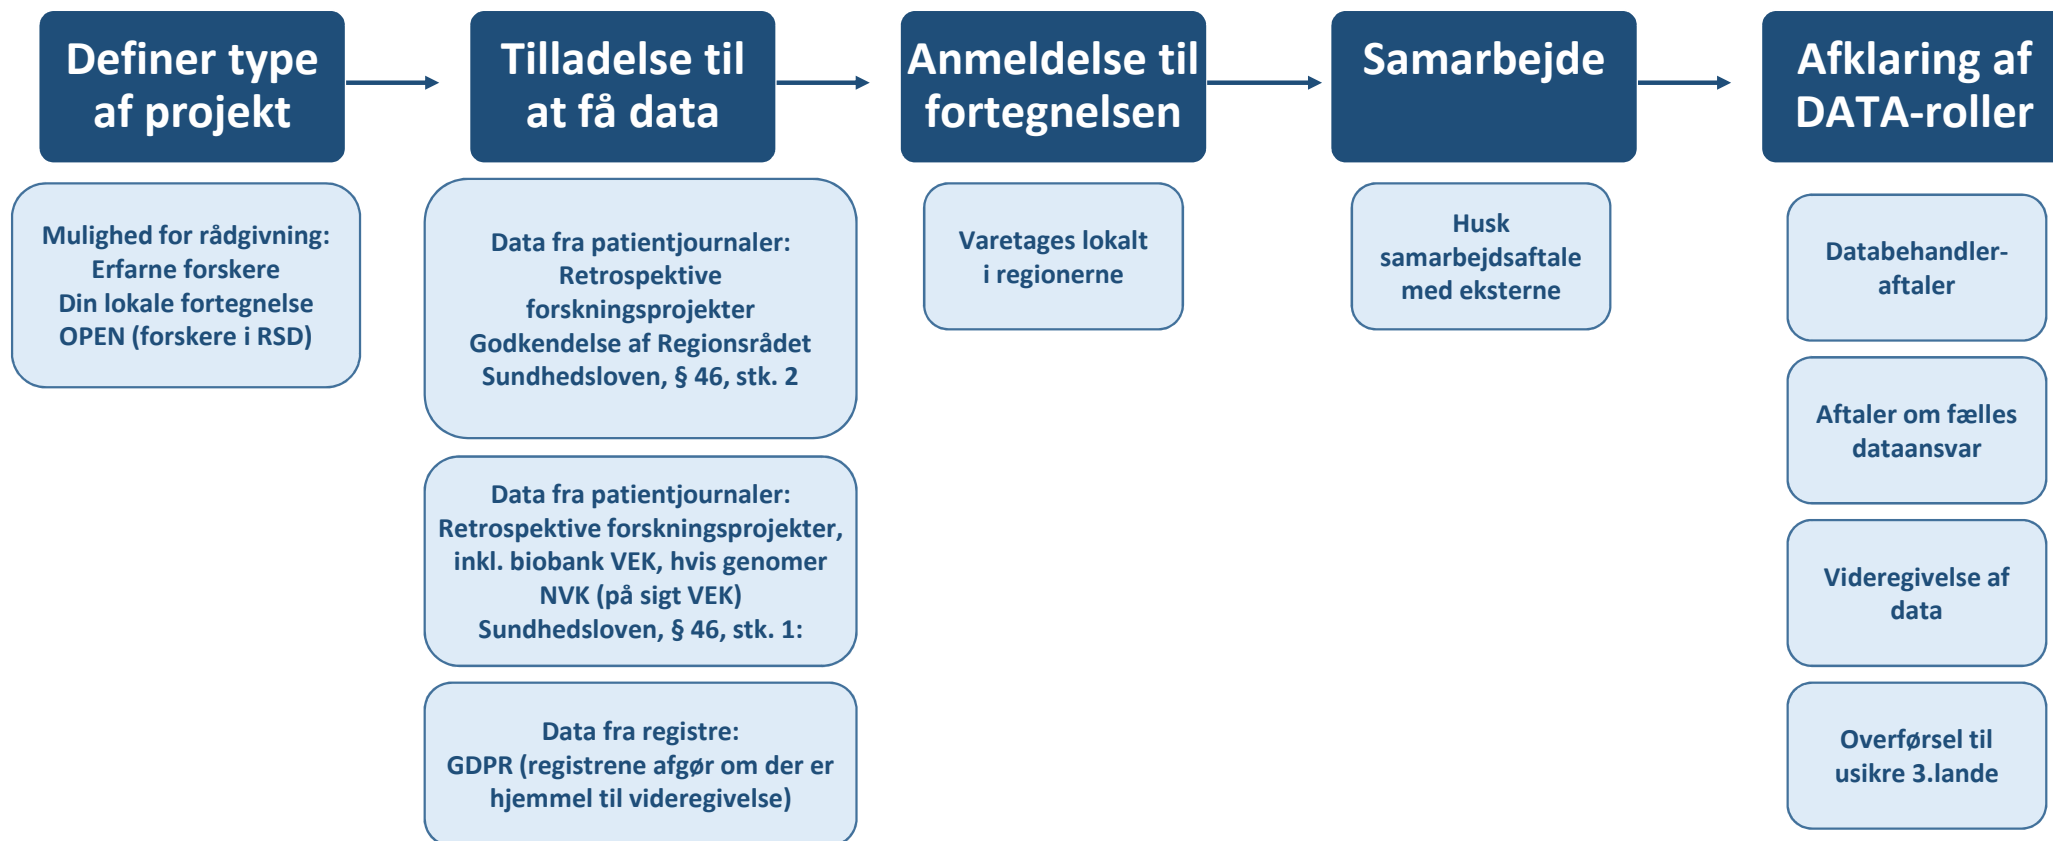 Definer type
af projekt
Tilladelse til
at få data
Anmeldelse til
fortegnelsen
Samarbejde
Afklaring af
DATA-roller
Mulighed for rådgivning:
Erfarne forskere
Din lokale fortegnelse
OPEN (forskere i RSD)
Data fra patientjournaler:
Retrospektive
forskningsprojekter
Godkendelse af Regionsrådet
Sundhedsloven, § 46, stk. 2
Data fra patientjournaler:
Retrospektive forskningsprojekter,
inkl. biobank VEK, hvis genomer
NVK (på sigt VEK)
Sundhedsloven, § 46, stk. 1:
Data fra registre:
GDPR (registrene afgør om der er
hjemmel til videregivelse)
Varetages lokalt
i regionerne
Husk
samarbejdsaftale
med eksterne
Databehandler-
aftaler
Aftaler om fælles
dataansvar
Videregivelse af
data
Overførsel til
usikre 3.lande